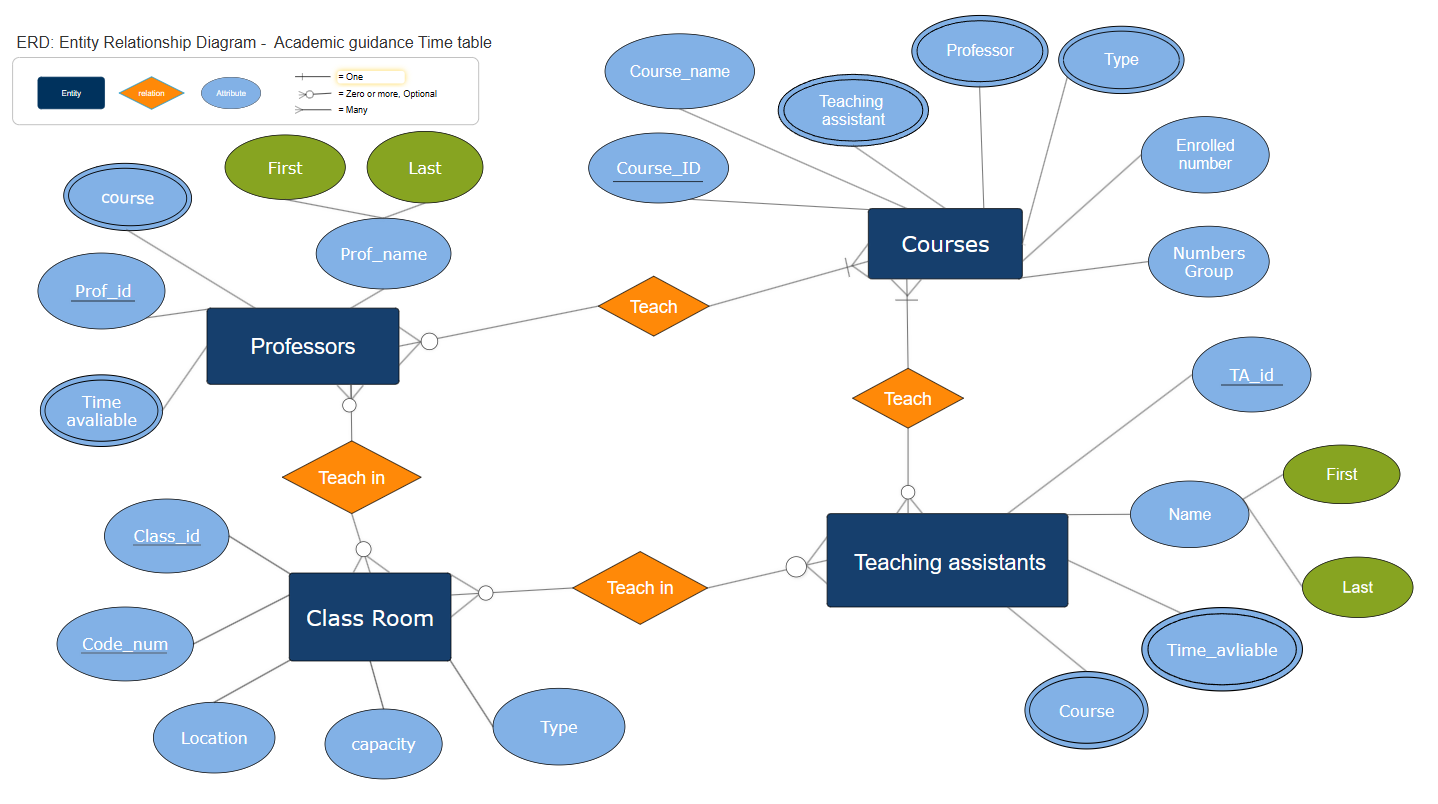 ERD: Entity Relationship Diagram - Academic guidance Time table
Entity
relation
Attribute
= One
= Zero or more, Optional
= Many
Course_name
Teaching
assistant
Professor
Type
Course_ID
Enrolled
number
Numbers
Group
Courses
First
Last
course
Prof_name
Prof_id
Professors
Time
avaliable
Teach
Teach
Teach in
TA_id
First
Name
Last
Teaching assistants
Time_avliable
Course
Teach in
Class_id
Class Room
Code_num
Location
capacity
Type